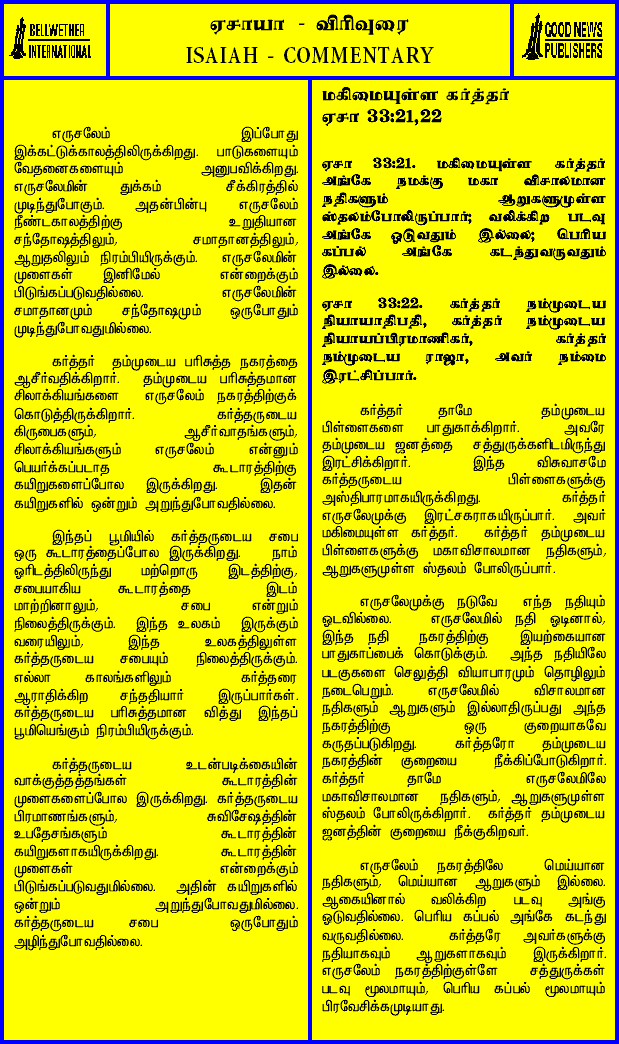 BELLWETHER
INTERNATIONAL
ஏசாயா - விரிவுரை
ISAIAH - COMMENTARY
GOOD NEWS
PUBLISHERS
எருசலேம் இப்போது
இக்கட்டுக்காலத்திலிருக்கிறது. பாடுகளையும்
வேதனைகளையும் அனுபவிக்கிறது.
எருசலேமின் துக்கம் சீக்கிரத்தில்
முடிந்துபோகும். அதன்பின்பு எருசலேம்
நீண்டகாலத்திற்கு உறுதியான
சந்தோஷத்திலும், சமாதானத்திலும்,
ஆறுதலிலும் நிரம்பியிருக்கும். எருசலேமின்
முளைகள் இனிமேல் என்றைக்கும்
பிடுங்கப்படுவதில்லை. எருசலேமின்
சமாதானமும் சந்தோஷமும் ஒருபோதும்
முடிந்துபோவதுமில்லை.
கர்த்தர் தம்முடைய பரிசுத்த நகரத்தை
ஆசீர்வதிக்கிறார். தம்முடைய பரிசுத்தமான
சிலாக்கியங்களை எருசலேம் நகரத்திற்குக்
கொடுத்திருக்கிறார். கர்த்தருடைய
கிருபைகளும், ஆசீர்வாதங்களும்,
சிலாக்கியங்களும் எருசலேம் என்னும்
பெயர்க்கப்படாத கூடாரத்திற்கு
கயிறுகளைப்போல இருக்கிறது. இதன்
கயிறுகளில் ஒன்றும் அறுந்துபோவதில்லை.
இந்தப் பூமியில் கர்த்தருடைய சபை
ஒரு கூடாரத்தைப்போல இருக்கிறது. நாம்
ஓரிடத்திலிருந்து மற்றொரு இடத்திற்கு,
சபையாகிய கூடாரத்தை இடம்
மாற்றினாலும், சபை என்றும்
நிலைத்திருக்கும். இந்த உலகம் இருக்கும்
வரையிலும், இந்த உலகத்திலுள்ள
கர்த்தருடைய சபையும் நிலைத்திருக்கும்.
எல்லா காலங்களிலும் கர்த்தரை
ஆராதிக்கிற சந்ததியார் இருப்பார்கள்.
கர்த்தருடைய பரிசுத்தமான வித்து இந்தப்
பூமியெங்கும் நிரம்பியிருக்கும்.
கர்த்தருடைய உடன்படிக்கையின்
வாக்குத்தத்தங்கள் கூடாரத்தின்
முளைகளைப்போல இருக்கிறது. கர்த்தருடைய
பிரமாணங்களும், சுவிசேஷத்தின்
உபதேசங்களும் கூடாரத்தின்
கயிறுகளாகயிருக்கிறது. கூடாரத்தின்
முளைகள் என்றைக்கும்
பிடுங்கப்படுவதுமில்லை. அதின் கயிறுகளில்
ஒன்றும் அறுந்துபோவதுமில்லை.
கர்த்தருடைய சபை ஒருபோதும்
அழிந்துபோவதில்லை.
மகிமையுள்ள கர்த்தர்
ஏசா 33:21,22
ஏசா 33:21. மகிமையுள்ள கர்த்தர்
அங்கே நமக்கு மகா விசாலமான
நதிகளும் ஆறுகளுமுள்ள
ஸ்தலம்போலிருப்பார்; வலிக்கிற படவு
அங்கே ஓடுவதும் இல்லை; பெரிய
கப்பல் அங்கே கடந்துவருவதும்
இல்லை.
ஏசா 33:22. கர்த்தர் நம்முடைய
நியாயாதிபதி, கர்த்தர் நம்முடைய
நியாயப்பிரமாணிகர், கர்த்தர்
நம்முடைய ராஜா, அவர் நம்மை
இரட்சிப்பார்.
கர்த்தர் தாமே தம்முடைய
பிள்ளைகளை பாதுகாக்கிறார். அவரே
தம்முடைய ஜனத்தை சத்துருக்களிடமிருந்து
இரட்சிக்கிறார். இந்த விசுவாசமே
கர்த்தருடைய பிள்ளைகளுக்கு
அஸ்திபாரமாகயிருக்கிறது. கர்த்தர்
எருசலேமுக்கு இரட்சகராகயிருப்பார். அவர்
மகிமையுள்ள கர்த்தர். கர்த்தர் தம்முடைய
பிள்ளைகளுக்கு மகாவிசாலமான நதிகளும்,
ஆறுகளுமுள்ள ஸ்தலம் போலிருப்பார்.
எருசலேமுக்கு நடுவே எந்த நதியும்
ஓடவில்லை. எருசலேமில் நதி ஓடினால்,
இந்த நதி நகரத்திற்கு இயற்கையான
பாதுகாப்பைக் கொடுக்கும். அந்த நதியிலே
படகுகளை செலுத்தி வியாபாரமும் தொழிலும்
நடைபெறும். எருசலேமில் விசாலமான
நதிகளும் ஆறுகளும் இல்லாதிருப்பது அந்த
நகரத்திற்கு ஒரு குறையாகவே
கருதப்படுகிறது. கர்த்தரோ தம்முடைய
நகரத்தின் குறையை நீக்கிப்போடுகிறார்.
கர்த்தர் தாமே எருசலேமிலே
மகாவிசாலமான நதிகளும், ஆறுகளுமுள்ள
ஸ்தலம் போலிருக்கிறார். கர்த்தர் தம்முடைய
ஜனத்தின் குறையை நீக்குகிறவர்.
எருசலேம் நகரத்திலே மெய்யான
நதிகளும், மெய்யான ஆறுகளும் இல்லை.
ஆகையினால் வலிக்கிற படவு அங்கு
ஓடுவதில்லை. பெரிய கப்பல் அங்கே கடந்து
வருவதில்லை. கர்த்தரே அவர்களுக்கு
நதியாகவும் ஆறுகளாகவும் இருக்கிறார்.
எருசலேம் நகரத்திற்குள்ளே சத்துருக்கள்
படவு மூலமாயும், பெரிய கப்பல் மூலமாயும்
பிரவேசிக்கமுடியாது.